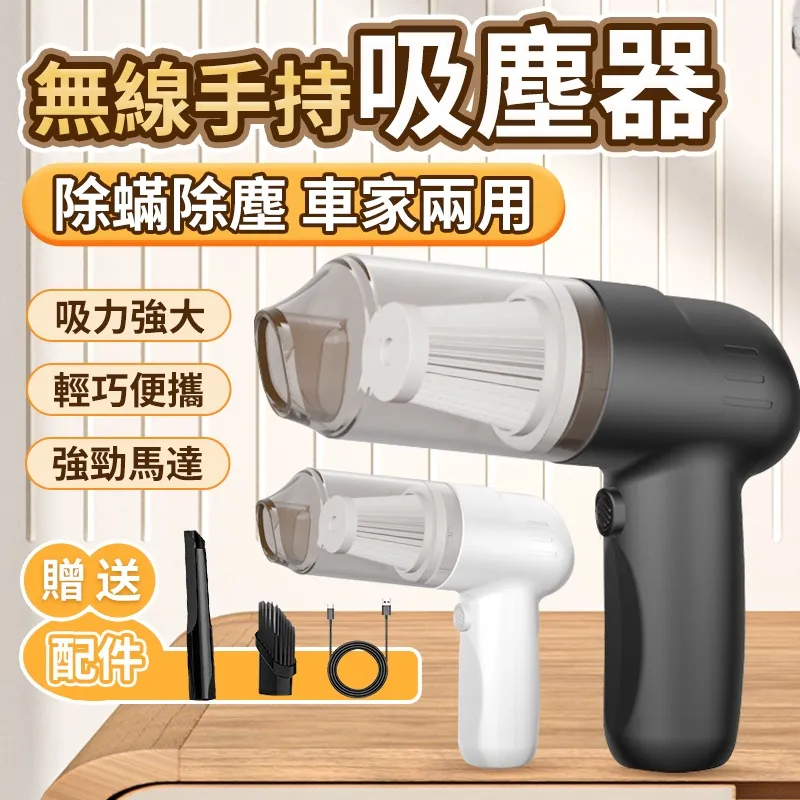 無線手持吸塵器
除蟎除塵 車家兩用
吸力強大
輕巧便攜
強勁馬達
贈送
配件